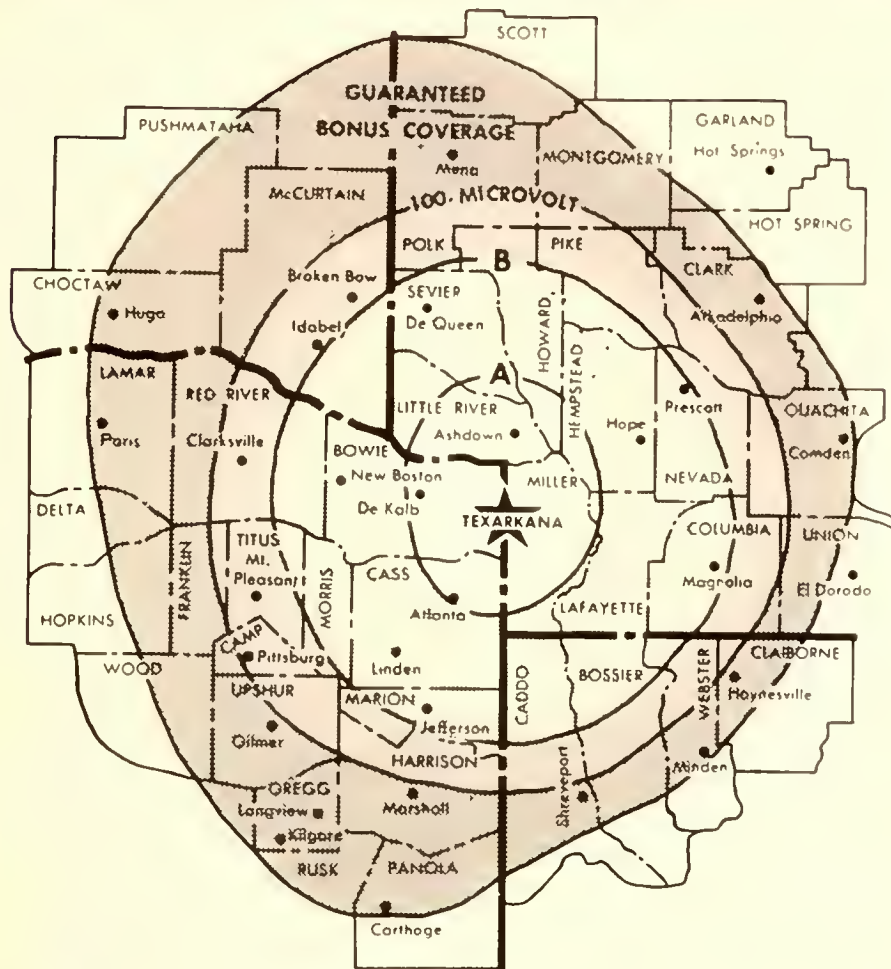 SCOTT
GUARANTEED
BONUS COVERAGE
PUSHMATAHA
GARLAND
Hot Springs
MONTGOMERY
Mena
McCURTAIN
100 MICROVOLT
HOT SPRING
POLK
PIKE
B
CLARK
CHOCTAW
Broken Bow
SEVIER
Hugo
Idabel
De Queen
HOWARD
Arkadelphia
LAMAR
A
HEMPSTEAD
RED RIVER
LITTLE RIVER
Prescott
OUACHITA
Paris
Clarksville
BOWIE
Ashdown
Hope
Camden
New Boston
MILLER
NEVADA
DELTA
De Kalb
TEXARKANA
COLUMBIA
UNION
TITUS
Mt.
Pleasant
FRANKLIN
MORRIS
CASS
Magnolia
El Dorado
HOPKINS
Atlanta
LAFAYETTE
CAMP
WOOD
Pittsburg
Linden
CADDO
BOSSIER
WEBSTER
CLAIBORNE
UPSHUR
MARION
Haynesville
Gilmer
Jefferson
HARRISON
Minden
GREGG
Longview
Marshall
Shreveport
Kilgore
RUSK
PANOLA
Carthage